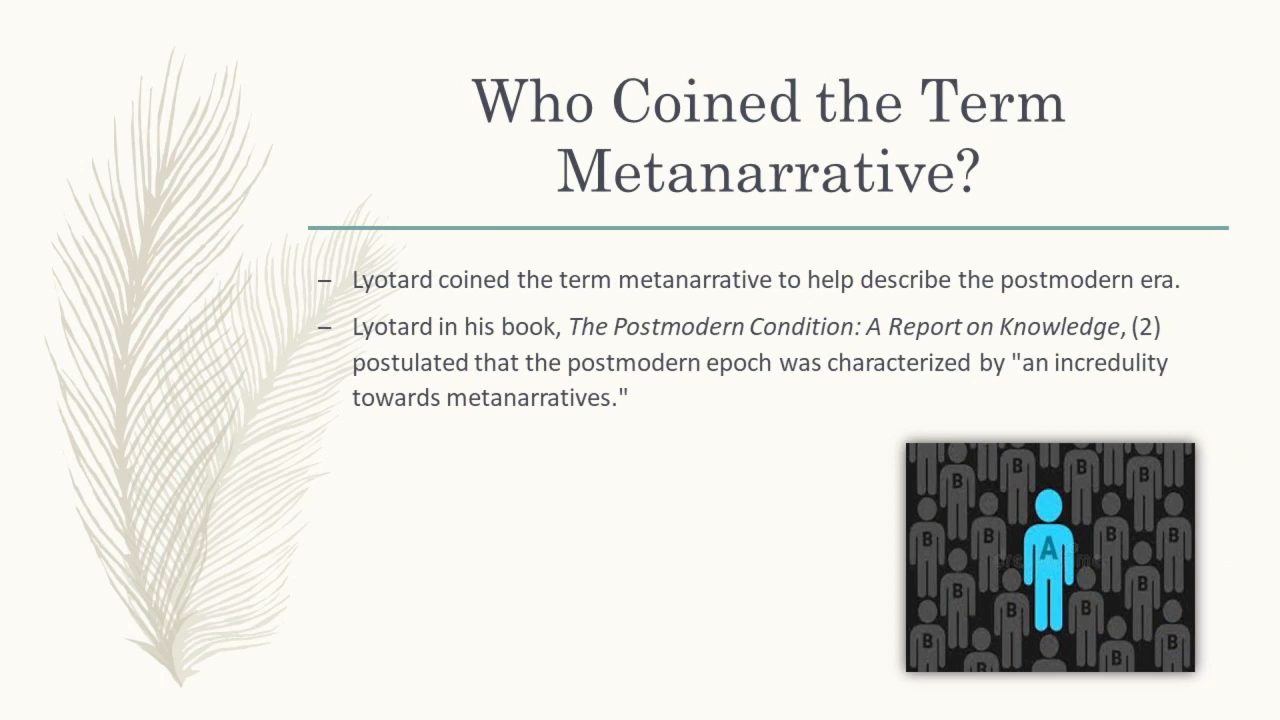 Who Coined the Term
Metanarrative?
– Lyotard coined the term metanarrative to help describe the postmodern era.
– Lyotard in his book, The Postmodern Condition: A Report on Knowledge, (2)
postulated that the postmodern epoch was characterized by "an incredulity
towards metanarratives."
B B B B
B B A B B
B B
B B
B B
B B